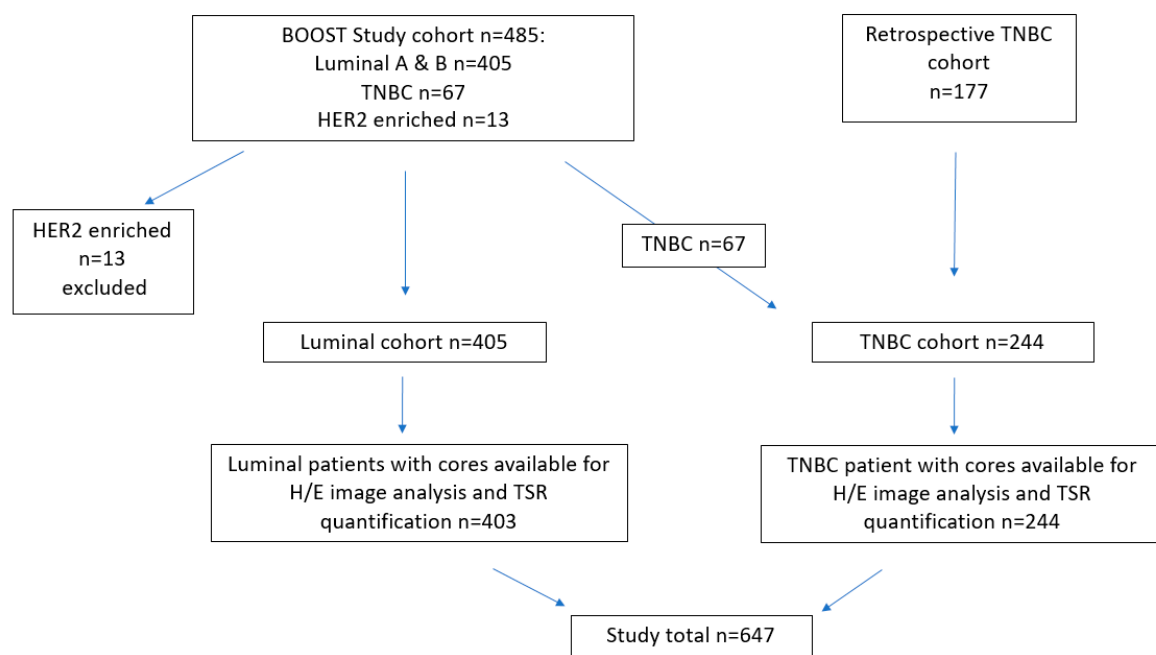 BOOST Study cohort n=485:
Luminal A & B n=405
TNBC n=67
HER2 enriched n=13
Retrospective TNBC
cohort
n=177
HER2 enriched
n=13
excluded
TNBC n=67
Luminal cohort n=405
TNBC cohort n=244
Luminal patients with cores available for
H/E image analysis and TSR
quantification n=403
TNBC patient with cores available for
H/E image analysis and TSR
quantification n=244
Study total n=647